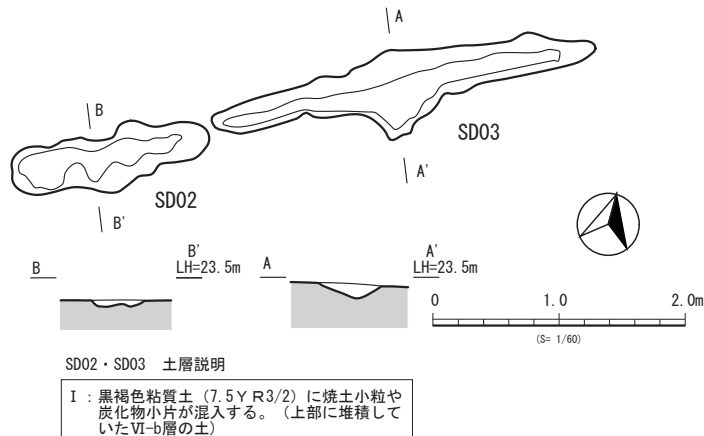 A
B
SD03
A'
SD02
B'
B
B'
LH=23.5m
A
A'
LH=23.5m
0 1.0 2.0m
(S= 1/60)
SD02・SD03 土層説明
Ⅰ：黒褐色粘質土（7.5ＹＲ3/2）に焼土小粒や
炭化物小片が混入する。（上部に堆積して
いたⅥ-b層の土）